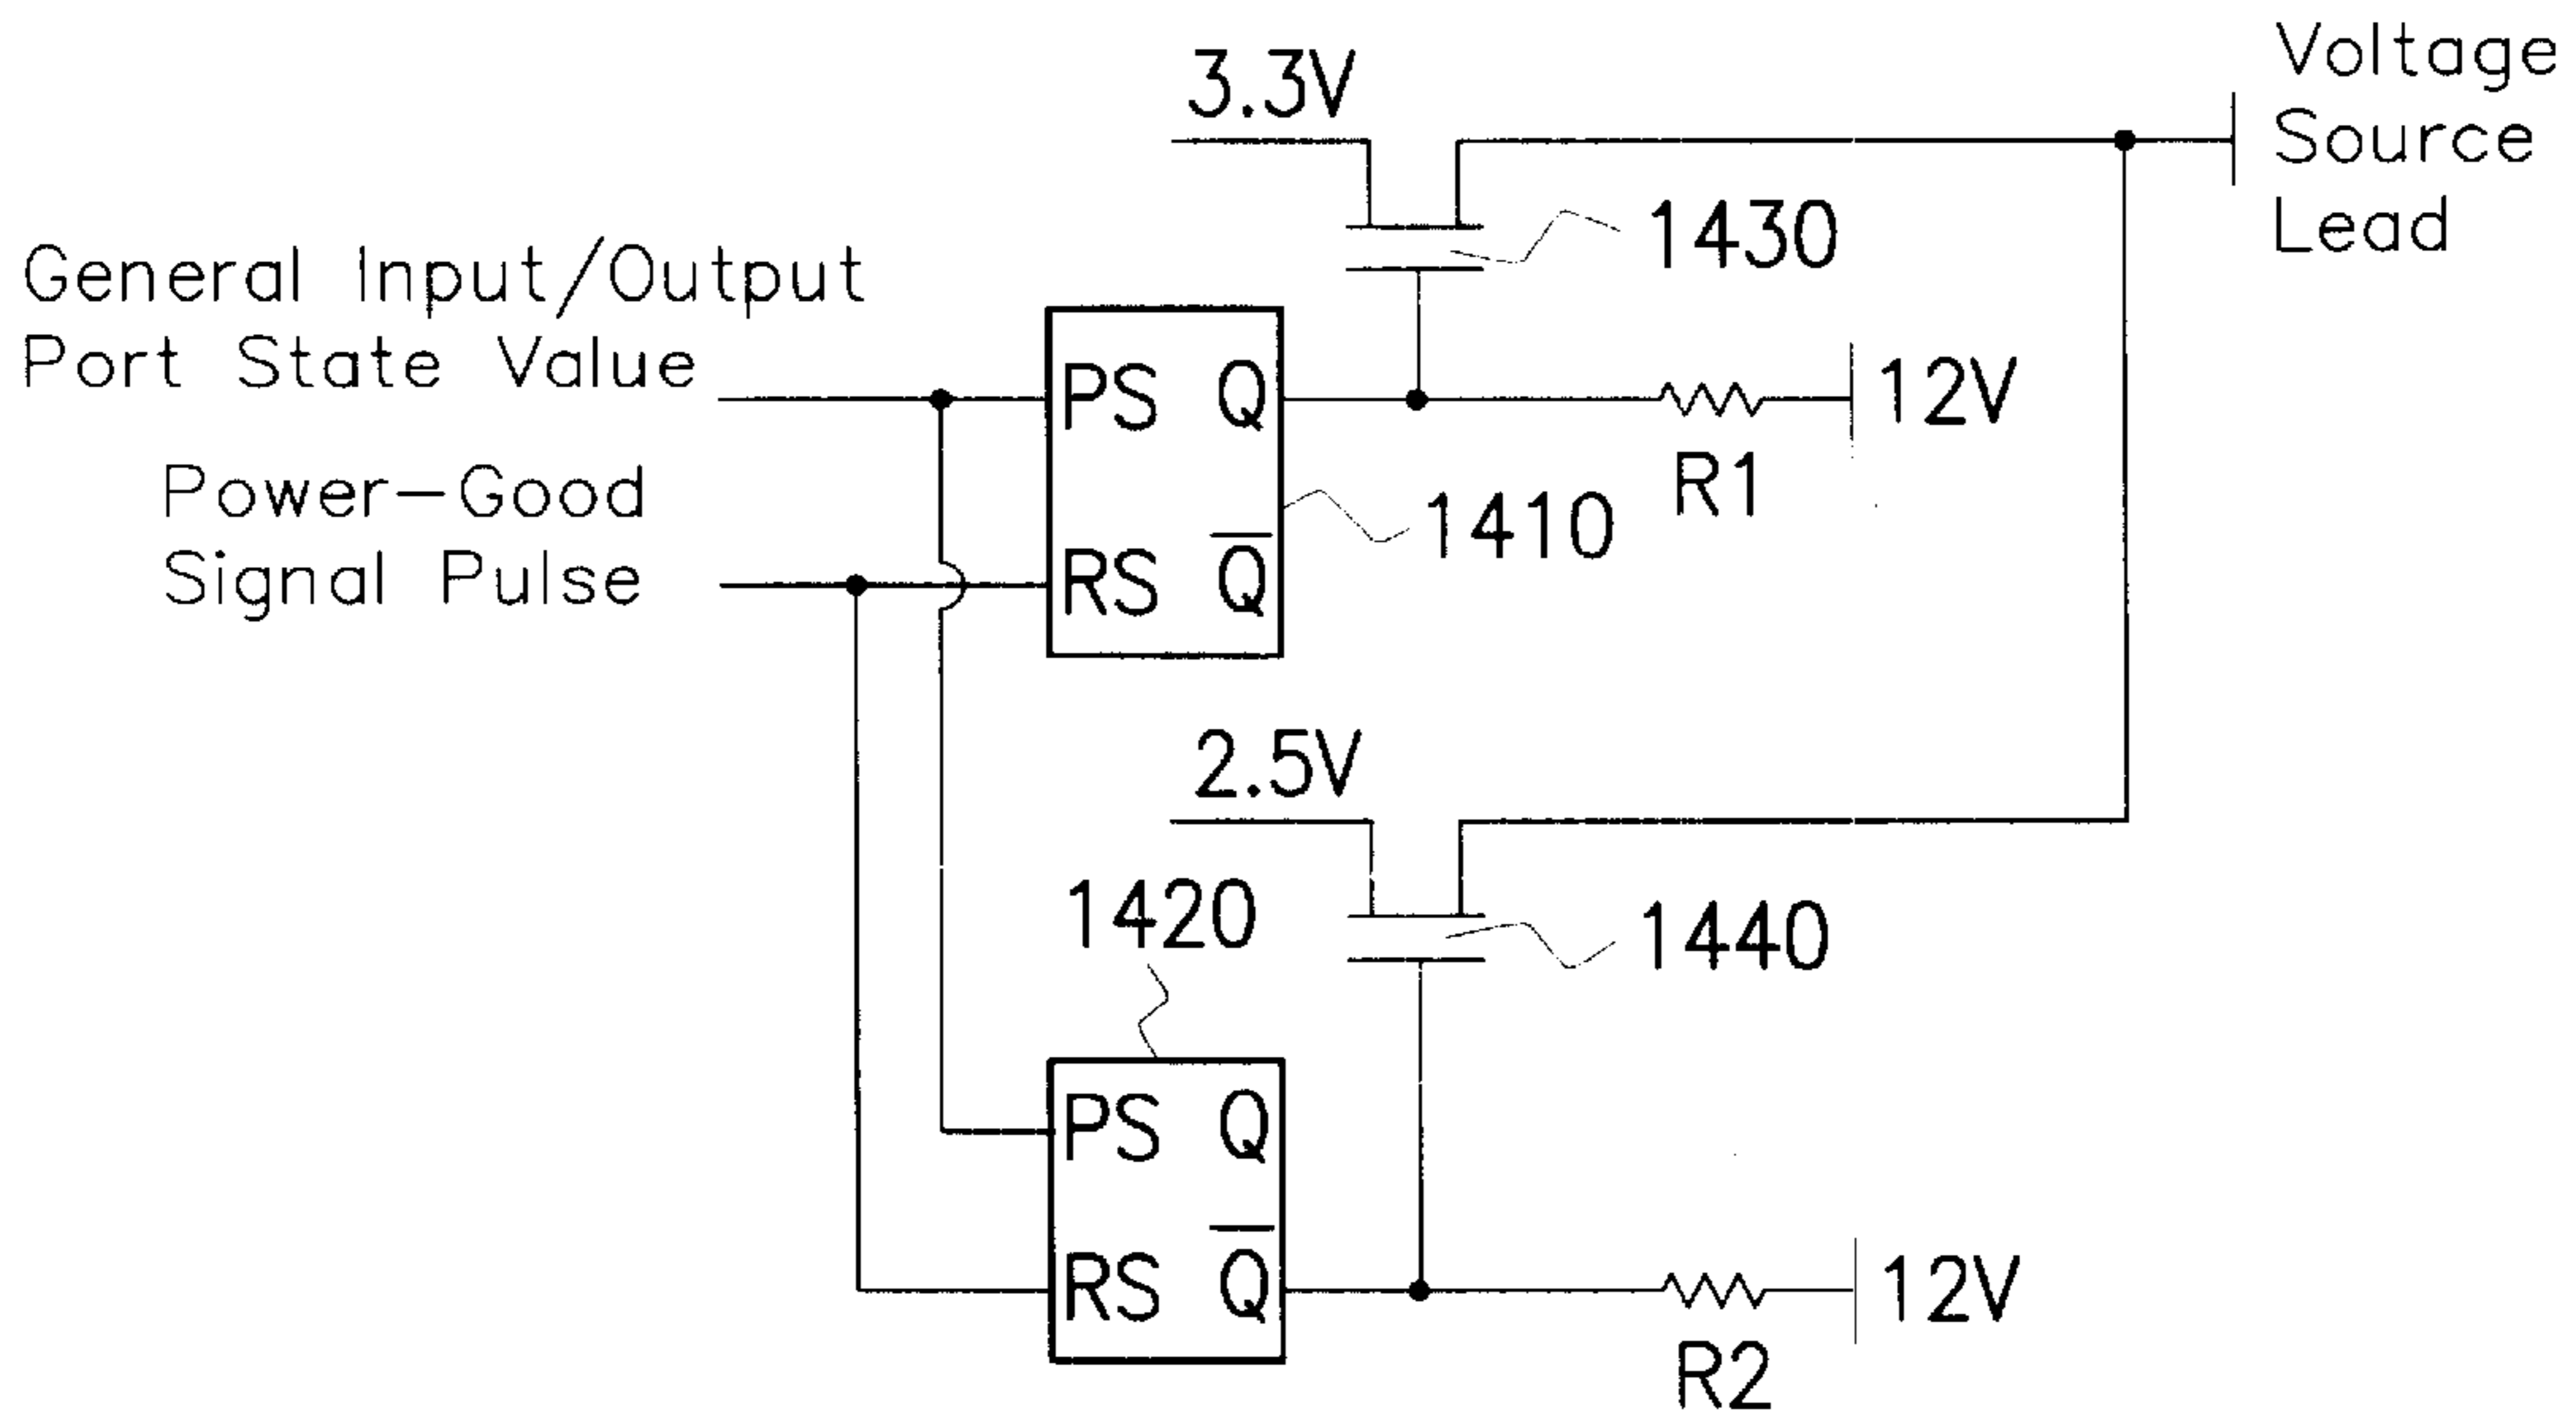 3.3V
Voltage
Source
Lead
1430
General Input/Output
Port State Value
PS Q
12V
R1
Power-Good
Signal Pulse
1410
RS Q̅
2.5V
1420
1440
PS Q
RS Q̅
12V
R2